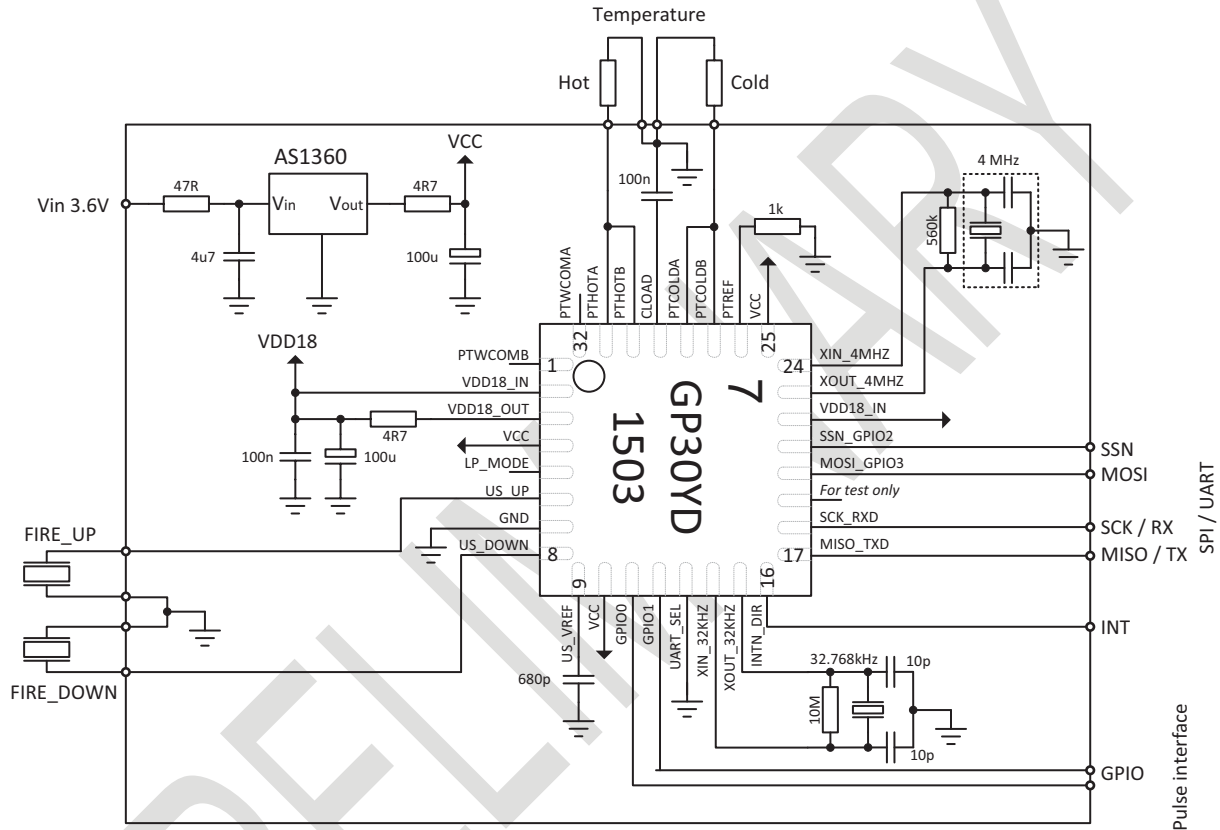 Temperature
Hot
Cold
AS1360
VCC
Vin 3.6V
47R
Vin
Vout
4R7
4u7
100u
100n
1k
4 MHz
560k
PTWCOMA
PTHOTA
PTHOTB
CLOAD
PTCOLDA
PTCOLDB
PTREF
VCC
32
25
VDD18
PTWCOMB
1
VDD18_IN
VDD18_OUT
4R7
VCC
100n
100u
LP_MODE
US_UP
GND
US_DOWN
8
7
GP30YD
1503
24
XIN_4MHZ
XOUT_4MHZ
VDD18_IN
SSN_GPIO2
MOSI_GPIO3
For test only
SCK_RXD
MISO_TXD
17
SSN
MOSI
SCK / RX
MISO / TX
SPI / UART
FIRE_UP
FIRE_DOWN
9
16
US_VREF
VCC
GPIO0
GPIO1
UART_SEL
XIN_32KHZ
XOUT_32KHZ
INTN_DIR
INT
680p
32.768kHz
10p
10M
10p
GPIO
Pulse interface
PRELIMINARY